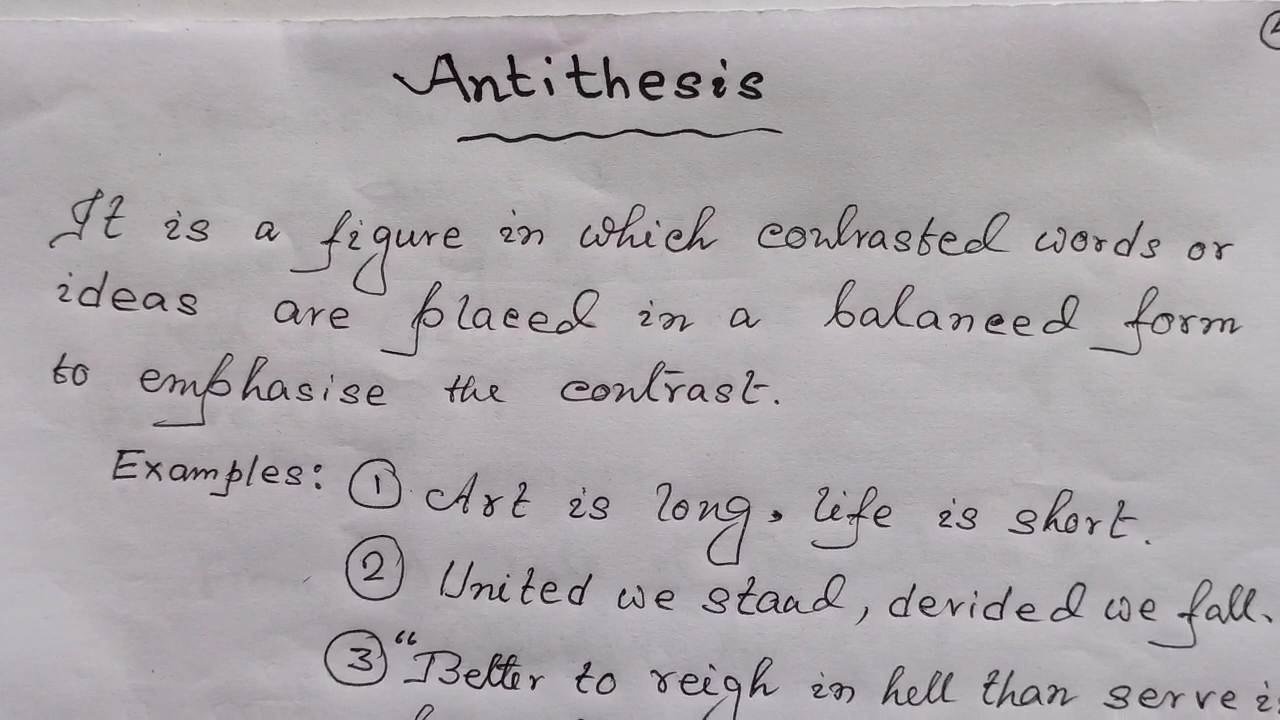 Antithesis
It is a figure in which contrasted words or
ideas are placed in a balanced form
to emphasise the contrast.
Examples: ① Art is long, life is short.
② United we stand, devided we fall.
③ "Better to reigh in hell than serve